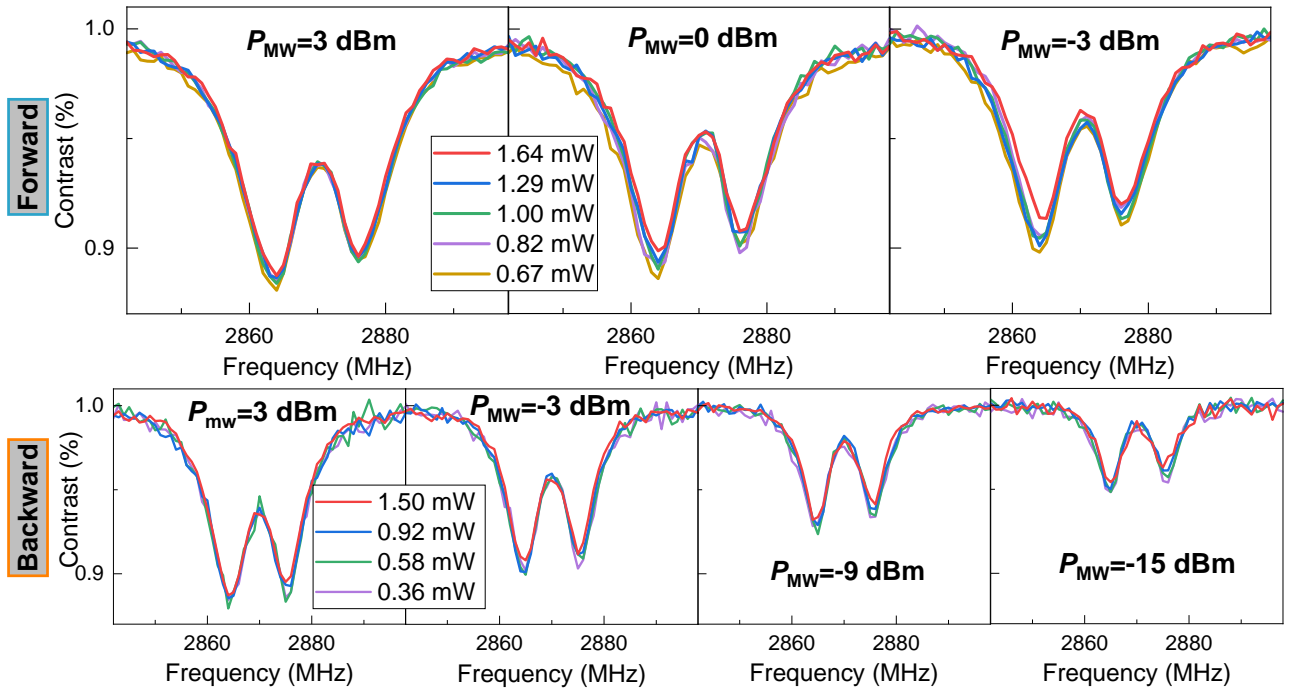 Forward
Contrast (%)
1.0
0.9
P_MW=3 dBm
P_MW=0 dBm
P_MW=-3 dBm
1.64 mW
1.29 mW
1.00 mW
0.82 mW
0.67 mW
2860 2880 2860 2880 2860 2880
Frequency (MHz) Frequency (MHz) Frequency (MHz)
Backward
Contrast (%)
1.0
0.9
P_mw=3 dBm
P_MW=-3 dBm
P_MW=-9 dBm
P_MW=-15 dBm
1.50 mW
0.92 mW
0.58 mW
0.36 mW
2860 2880 2860 2880 2860 2880 2860 2880
Frequency (MHz) Frequency (MHz) Frequency (MHz) Frequency (MHz)